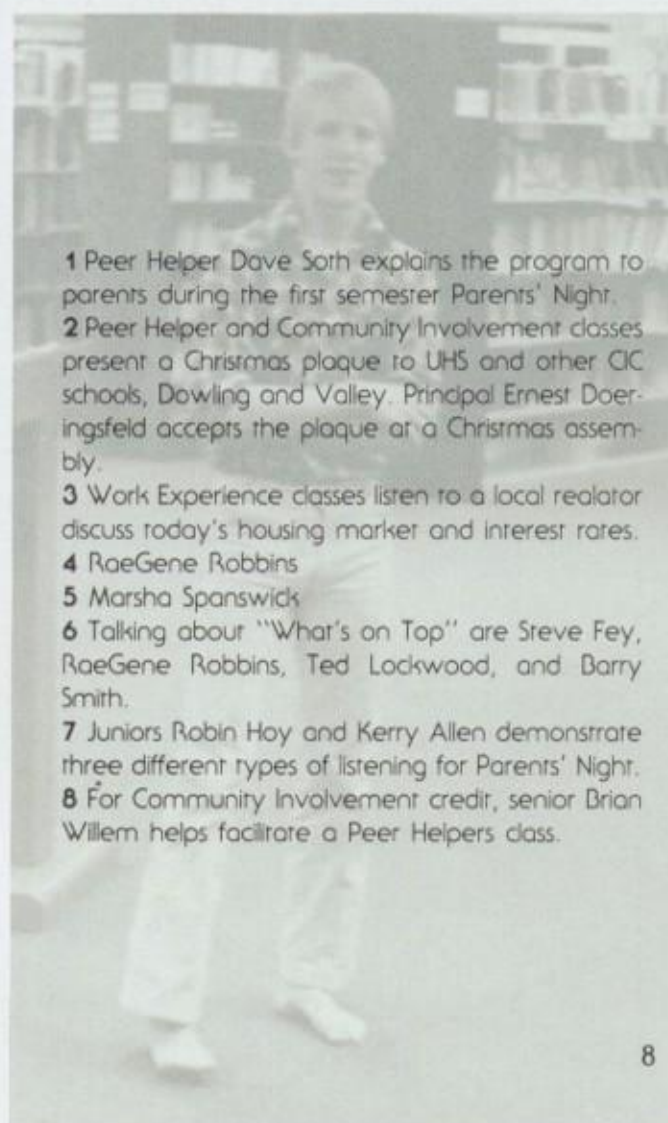 1 Peer Helper Dave Soth explains the program to
parents during the first semester Parents' Night.
2 Peer Helper and Community Involvement classes
present a Christmas plaque to UHS and other CIC
schools, Dowling and Valley. Principal Ernest Doer-
ingsfeld accepts the plaque at a Christmas assem-
bly.
3 Work Experience classes listen to a local realator
discuss today's housing market and interest rates.
4 RaeGene Robbins
5 Marsha Spanswick
6 Talking about "What's on Top" are Steve Fey,
RaeGene Robbins, Ted Lockwood, and Barry
Smith.
7 Juniors Robin Hoy and Kerry Allen demonstrate
three different types of listening for Parents' Night.
8 For Community Involvement credit, senior Brian
Willem helps facilitate a Peer Helpers class.
8